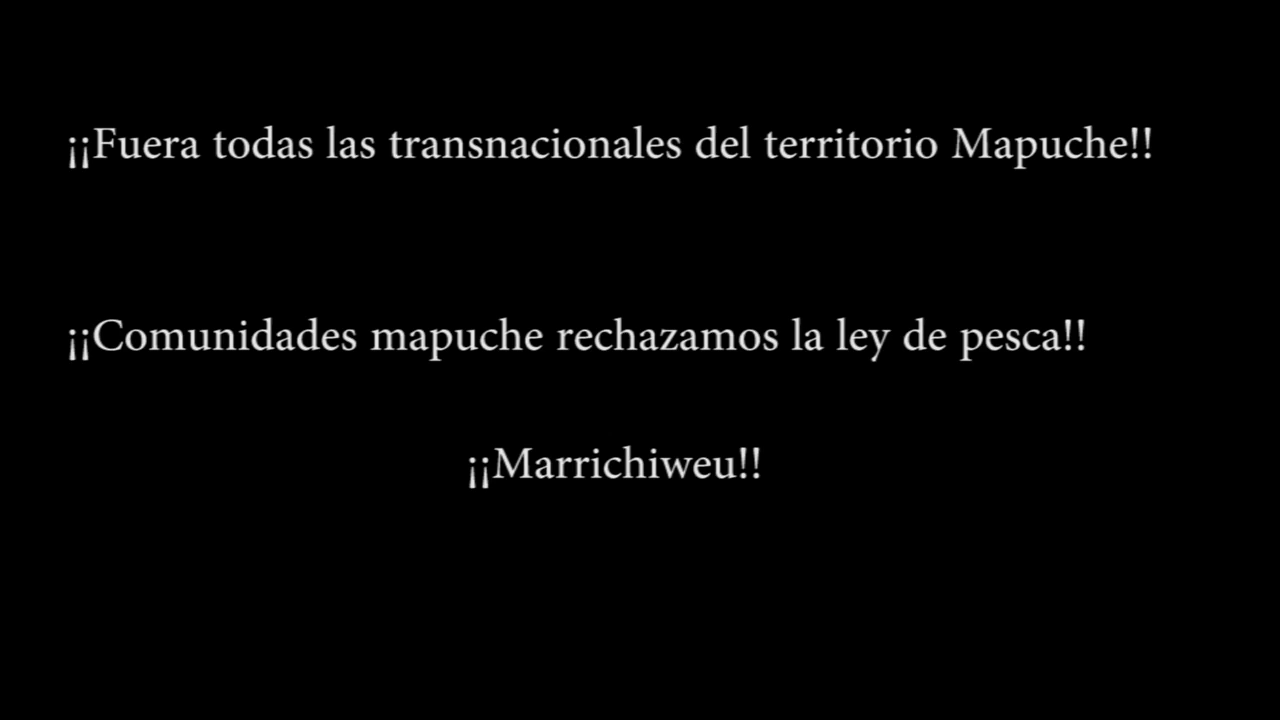 ¡¡Fuera todas las transnacionales del territorio Mapuche!!
¡¡Comunidades mapuche rechazamos la ley de pesca!!
¡¡Marrichiweu!!